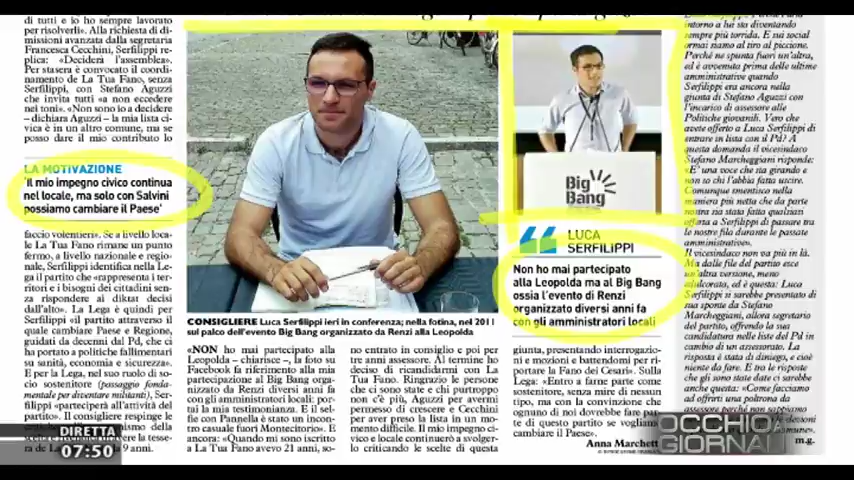 di tutti e lo ho sempre lavorato
per risolverli». Alla richiesta di
dimissioni avanzata dalla segretaria
Francesca Cecchini, Serfilippi re-
plica: «Deciderà l'assemblea».
Per stasera è convocato il coordi-
namento de La Tua Fano, senza
Serfilippi, con Stefano Aguzzi
che invita tutti «a non eccedere
nei toni». «Non sono io a decidere
– dichiara Aguzzi – la mia lista ci-
vica è in un altro comune, ma se
posso dare il mio contributo lo
LA MOTIVAZIONE
'Il mio impegno civico continua
nel locale, ma solo con Salvini
possiamo cambiare il Paese'
faccio volentieri». Se a livello loca-
le La Tua Fano rimane un punto
fermo, a livello nazionale e regio-
nale, Serfilippi identifica nella Le-
ga il partito che «rappresenta i ter-
ritori e i bisogni dei cittadini sen-
za rispondere ai diktat decisi
dall'alto». La Lega è quindi per
Serfilippi «il partito attraverso il
quale cambiare Paese e Regione,
guidati da decenni dal Pd, che ci
ha portato a politiche fallimentari
su sanità, economia e sicurezza».
E per la Lega, nel suo ruolo di so-
cio sostenitore (passaggio fonda-
mentale per diventare militanti), Ser-
filippi «parteciperà all'attività del
partito». Il consigliere respinge le
CONSIGLIERE Luca Serfilippi ieri in conferenza; nella fotina, nel 2011
sul palco dell'evento Big Bang organizzato da Renzi alla Leopolda
«NON ho mai partecipato alla
Leopolda – chiarisce –, la foto su
Facebook fa riferimento alla mia
partecipazione al Big Bang orga-
nizzato da Renzi diversi anni fa
con gli amministratori locali: por-
tai la mia testimonianza. E il sel-
fie con Pannella è stato un incon-
tro casuale fuori Montecitorio». E
ancora: «Quando mi sono iscritto
a La Tua Fano avevo 21 anni, so-
no entrato in consiglio e poi per
tre anni assessore. Al termine ho
deciso di ricandidarmi con La
Tua Fano. Ringrazio le persone
che ci sono state e chi purtroppo
non c'è più, Aguzzi per avermi
permesso di crescere e Cecchini
per aver preso la lista in un mo-
mento difficile. Il mio impegno ci-
vico e locale continuerò a svolger-
lo criticando le scelte di questa
Big
Bang
LUCA
SERFILIPPI
Non ho mai partecipato
alla Leopolda ma al Big Bang
ossia l'evento di Renzi
organizzato diversi anni fa
con gli amministratori locali
giunta, presentando interrogazio-
ni e mozioni e battendomi per ri-
portare la Fano dei Cesari». Sulla
Lega: «Entro a farne parte come
sostenitore, senza mire di nessun
tipo, ma con la convinzione che
ognuno di noi dovrebbe fare par-
te di questo partito se vogliamo
cambiare il Paese».
Anna Marchetti
intorno a lui sta diventando
sempre più torrida. E sui social
ormai siamo al tiro al piccione.
Perché ne spunta fuori un'altra,
ed è avvenuta prima delle ultime
amministrative quando
Serfilippi era ancora nella
giunta di Stefano Aguzzi con
l'incarico di assessore alle
Politiche giovanili. Vero che
avete offerto a Luca Serfilippi di
entrare in lista con il Pd? A
questa domanda il vicesindaco
Stefano Marcheggiani risponde:
«E' una voce che sta girando e
non so chi l'abbia fatta uscire.
Comunque smentisco nella
maniera più netta che da parte
nostra sia stata fatta qualsiasi
offerta a Serfilippi di passare tra
le nostre fila durante le passate
amministrative».
Il vicesindaco non va più in là.
Ma dalle file del partito esce
un'altra versione, meno
edulcorata, ed è questa: Luca
Serfilippi si sarebbe presentato di
sua sponte da Stefano
Marcheggiani, allora segretario
del partito, offrendo la sua
candidatura nelle liste del Pd in
cambio di un assessorato. La
risposta è stata di diniego, e cioè
niente da fare. E tra le risposte
che gli sono state date ci sarebbe
anche questa: «Come facciamo
ad offrirti una poltrona da
assessore perché non sappiamo
m.g.
DIRETTA
07:50
OCCHIO
GIORNALI